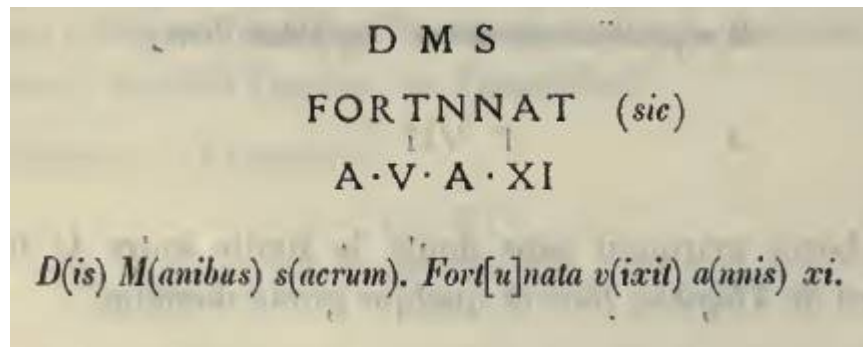 D M S
FORTNNAT (sic)
A·V·A·XI
D(is) M(anibus) s(acrum). Fort[u]nata v(ixit) a(nnis) xi.